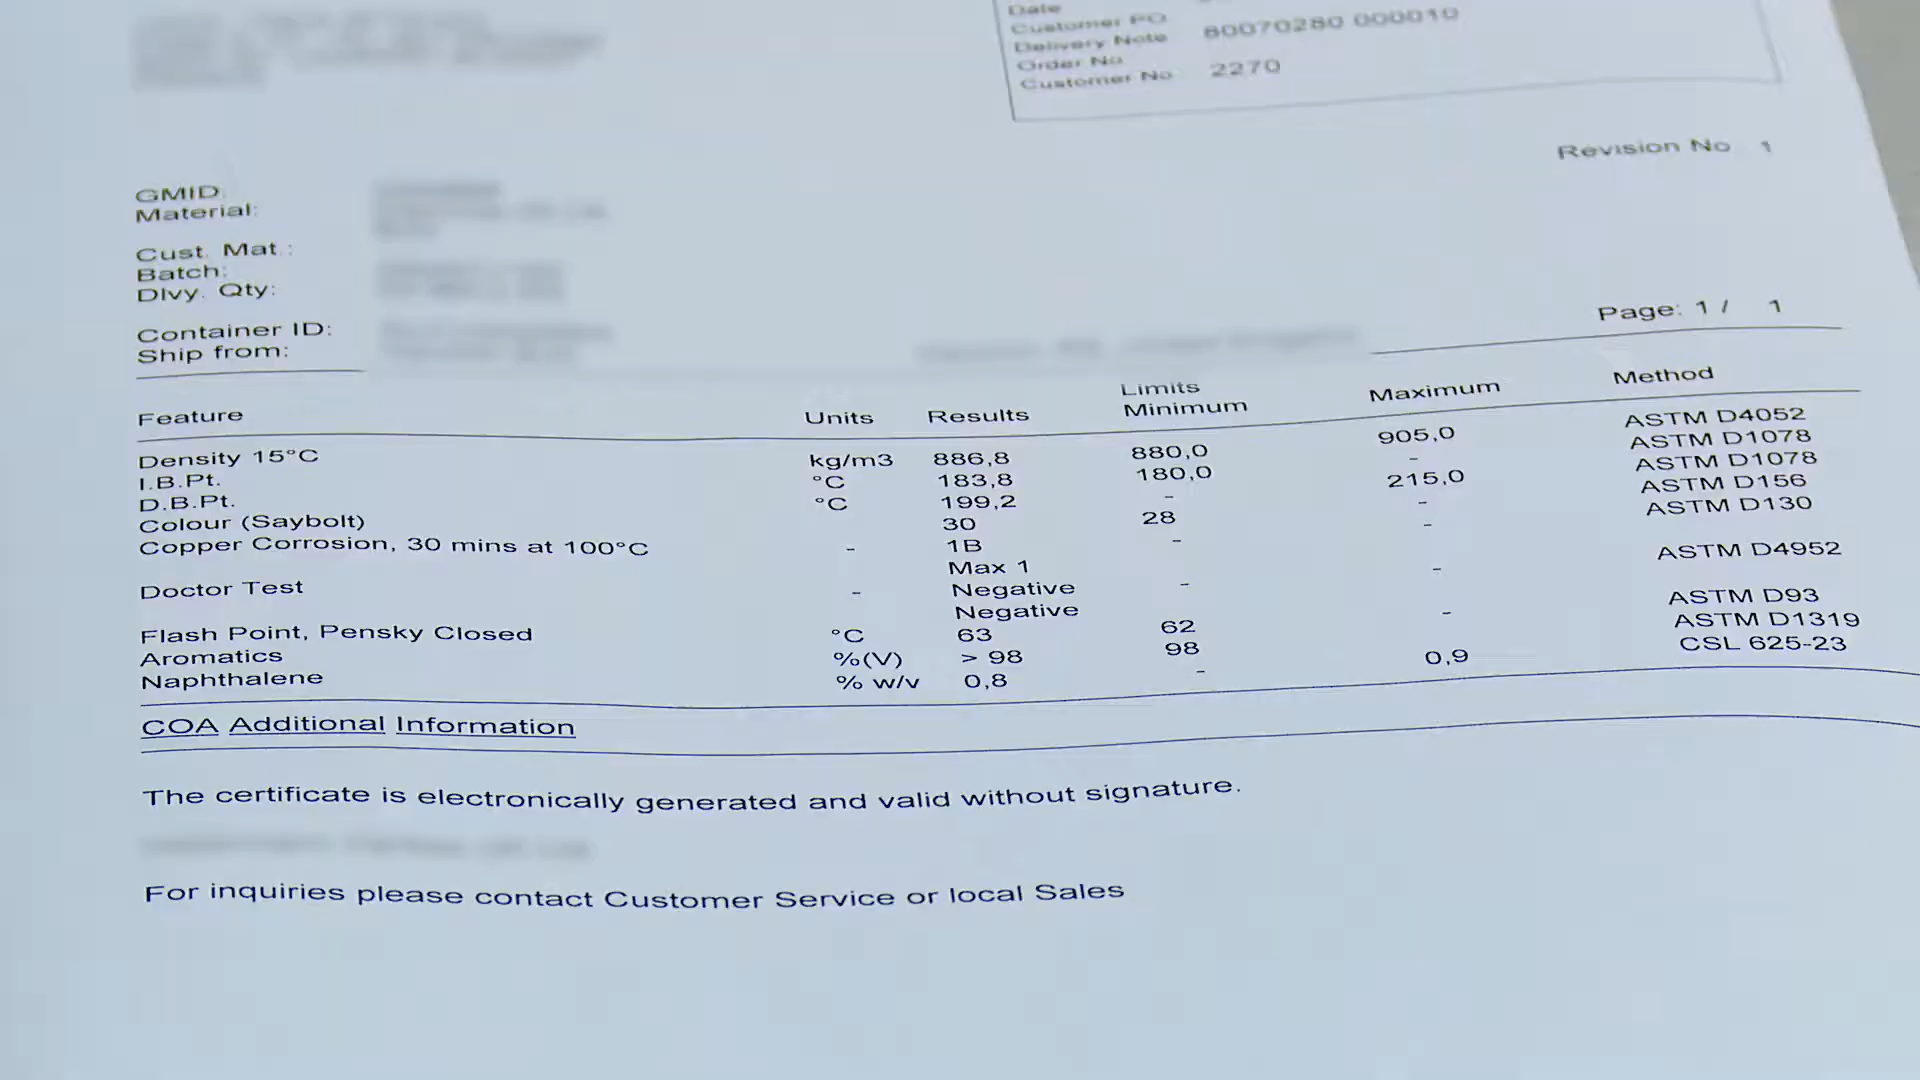 Date
Customer PO
Delivery Note 80070280 000010
Order No
Customer No 2270
Revision No 1
GMID:
Material:
Cust. Mat.:
Batch:
Dlvy. Qty:
Container ID:
Ship from:
Page: 1 / 1
Limits
Feature Units Results Minimum Maximum Method
Density 15°C kg/m3 886,8 880,0 905,0 ASTM D4052
I.B.Pt. °C 183,8 180,0 - ASTM D1078
D.B.Pt. °C 199,2 - 215,0 ASTM D1078
Colour (Saybolt) 30 28 - ASTM D156
Copper Corrosion, 30 mins at 100°C - 1B - - ASTM D130
Max 1
Doctor Test - Negative - - ASTM D4952
Negative
Flash Point, Pensky Closed °C 63 62 - ASTM D93
Aromatics %(V) > 98 98 ASTM D1319
Naphthalene % w/v 0,8 - 0,9 CSL 625-23
COA Additional Information
The certificate is electronically generated and valid without signature.
For inquiries please contact Customer Service or local Sales